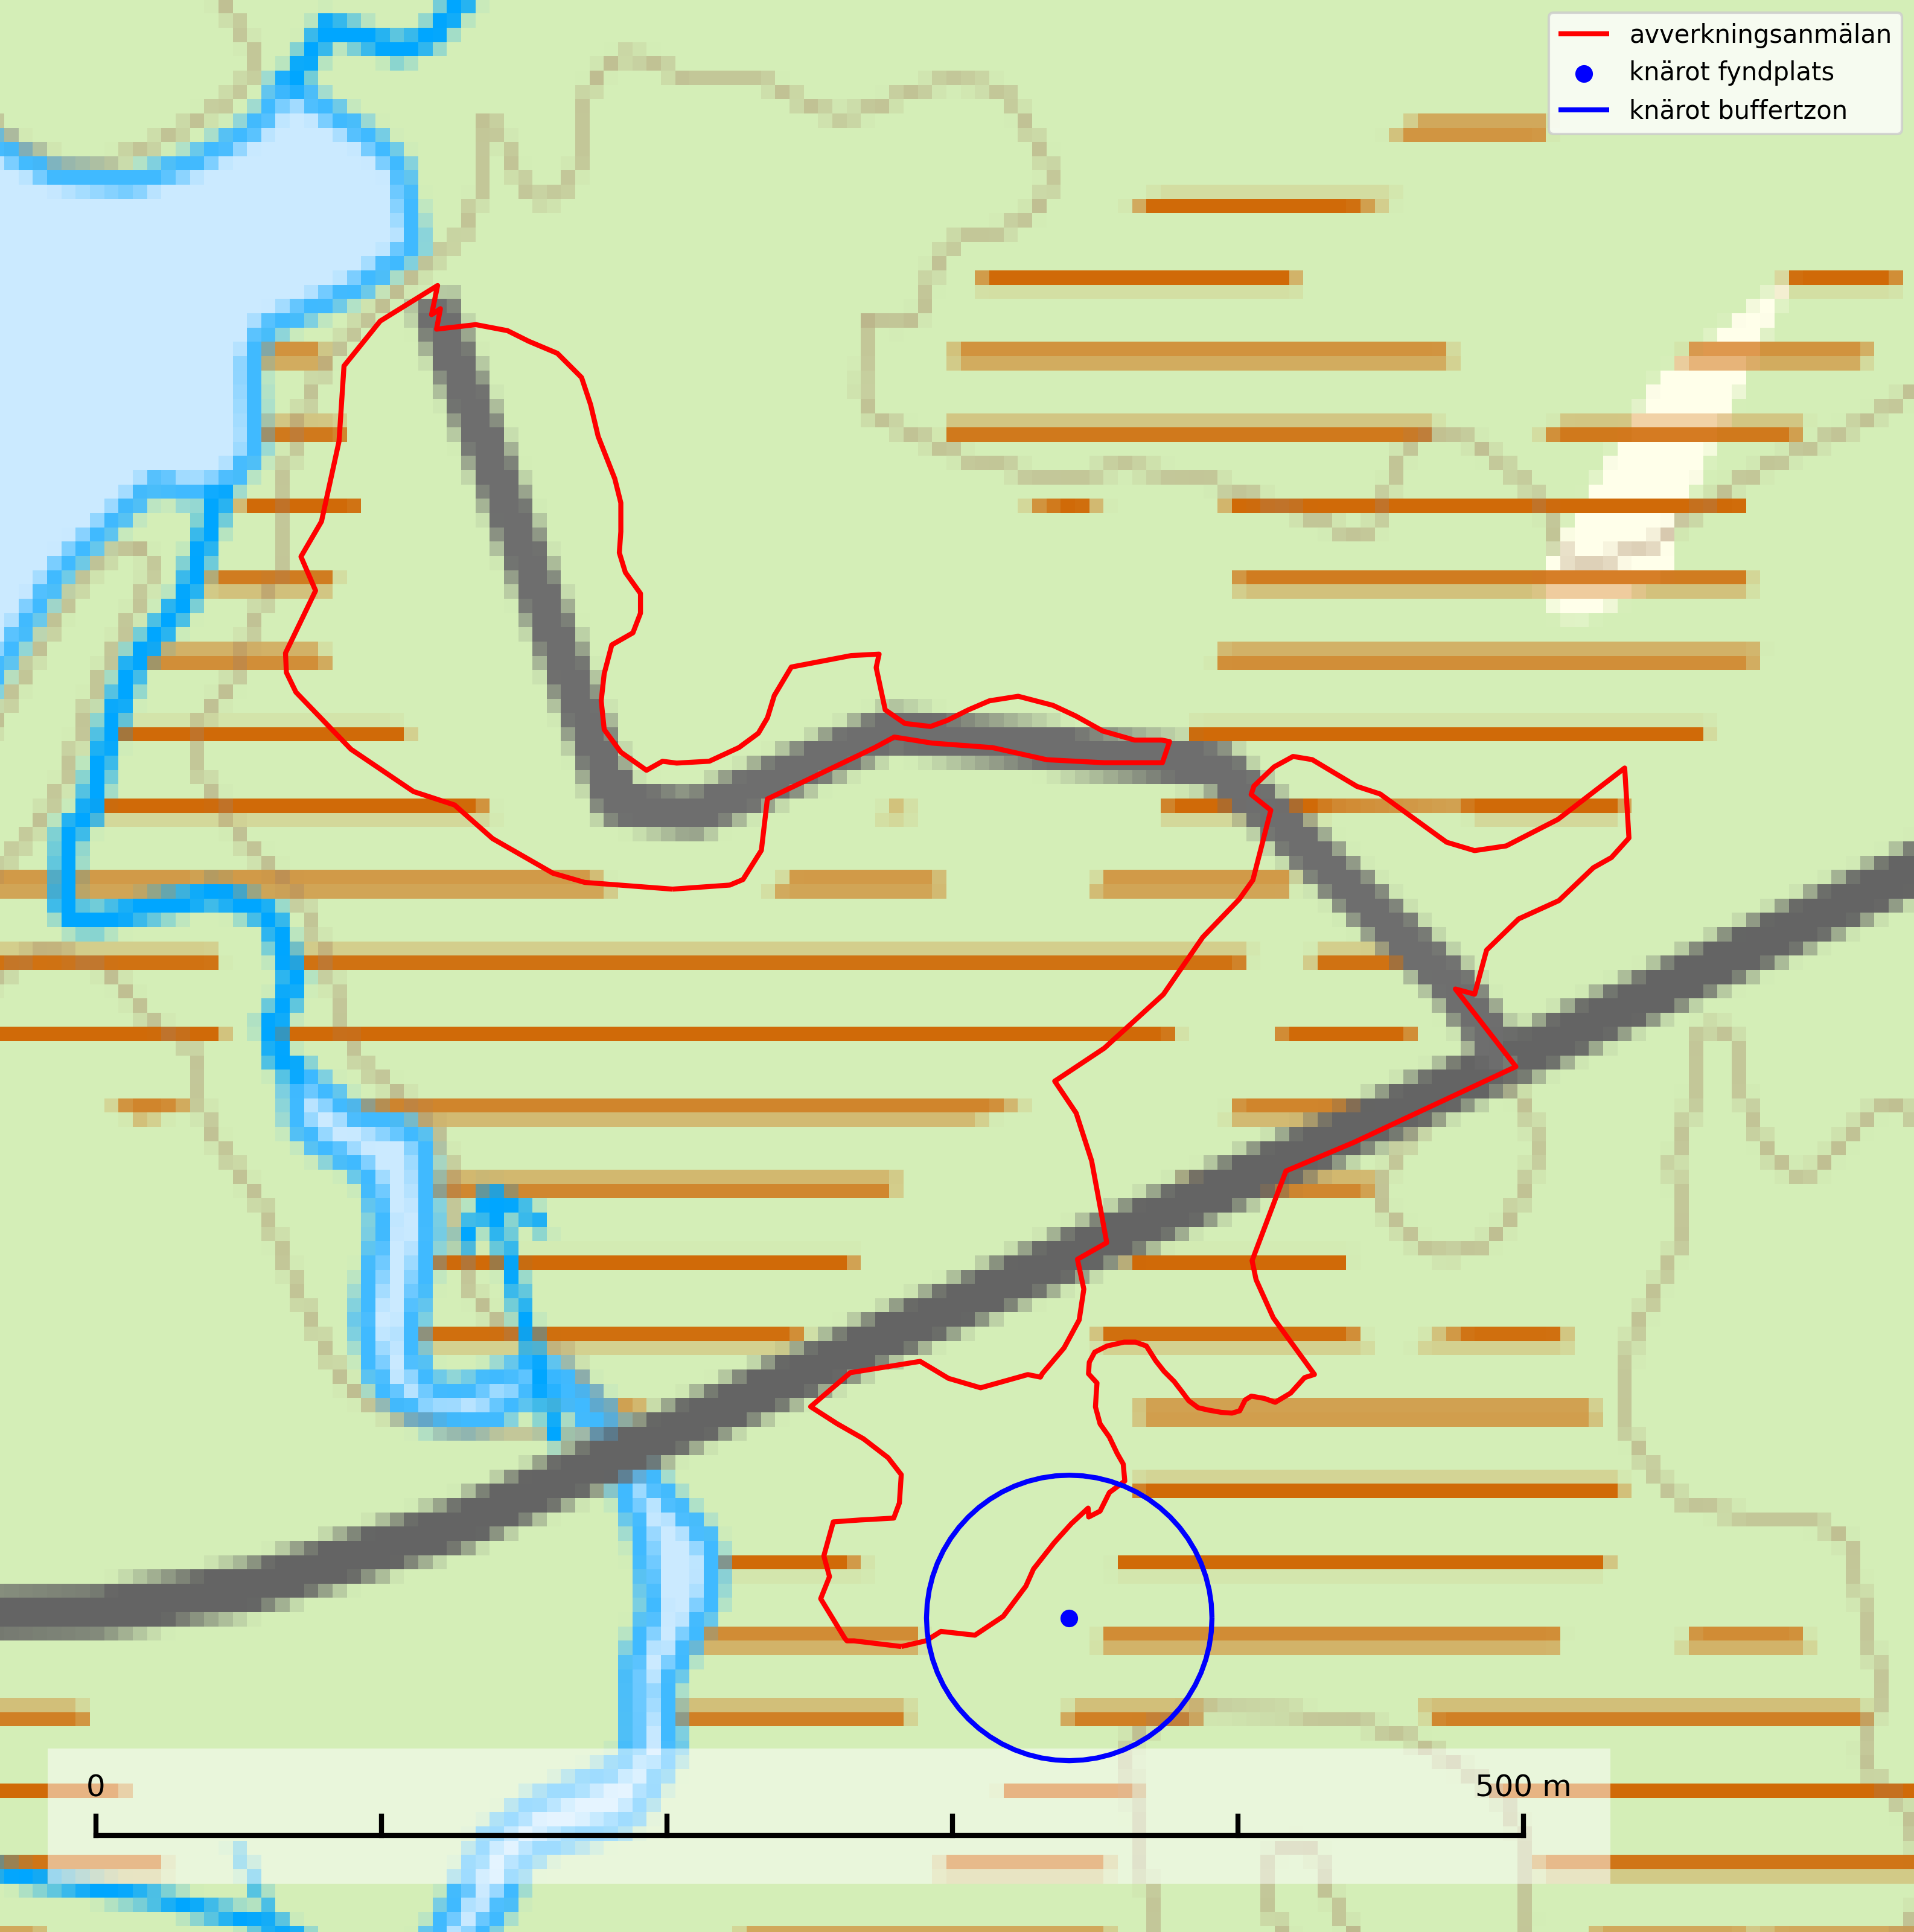 avverkningsanmälan
knärot fyndplats
knärot buffertzon
0
500 m